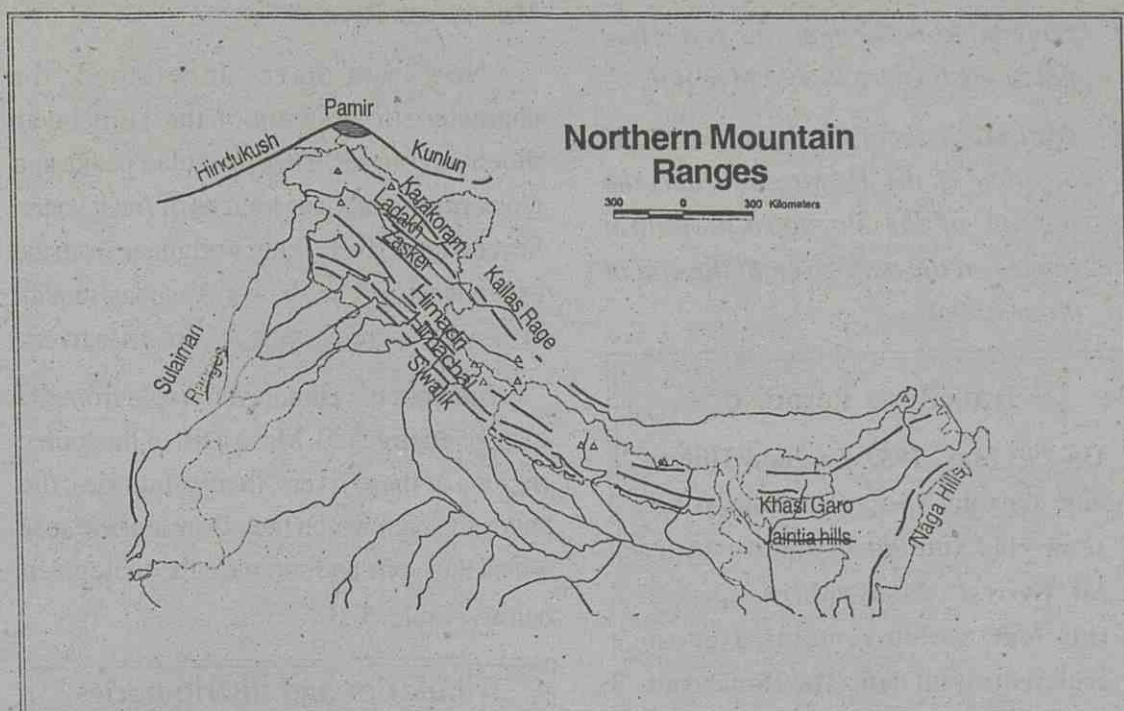 Pamir
Hindukush
Kunlun
Northern Mountain
Ranges
300 0 300 Kilometers
Karakoram
Ladakh
Zasker
Kailas Rage
Himadri
Himachal
Siwalik
Sulaiman
Ranges
Khasi Garo
Jaintia hills
Naga Hills